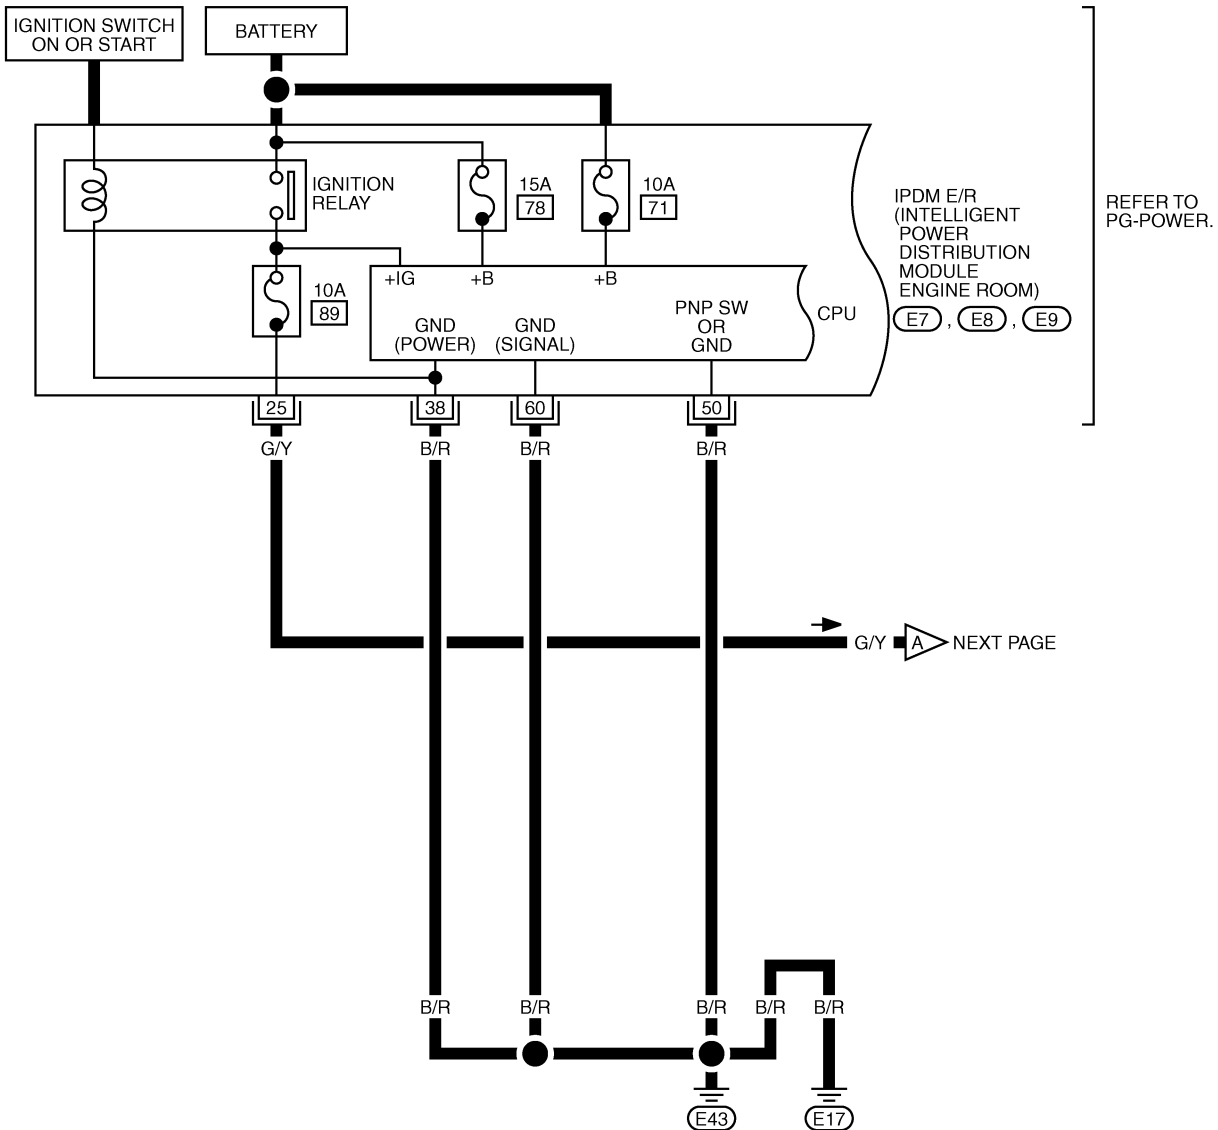 IGNITION SWITCH
ON OR START
BATTERY
IGNITION
RELAY
15A
78
10A
71
IPDM E/R
(INTELLIGENT
POWER
DISTRIBUTION
MODULE
ENGINE ROOM)
E7 , E8 , E9
REFER TO
PG-POWER.
10A
89
+IG
+B
+B
CPU
GND
(POWER)
GND
(SIGNAL)
PNP SW
OR
GND
25
38
60
50
G/Y
B/R
B/R
B/R
G/Y
A
NEXT PAGE
B/R
B/R
B/R
B/R
B/R
E43
E17